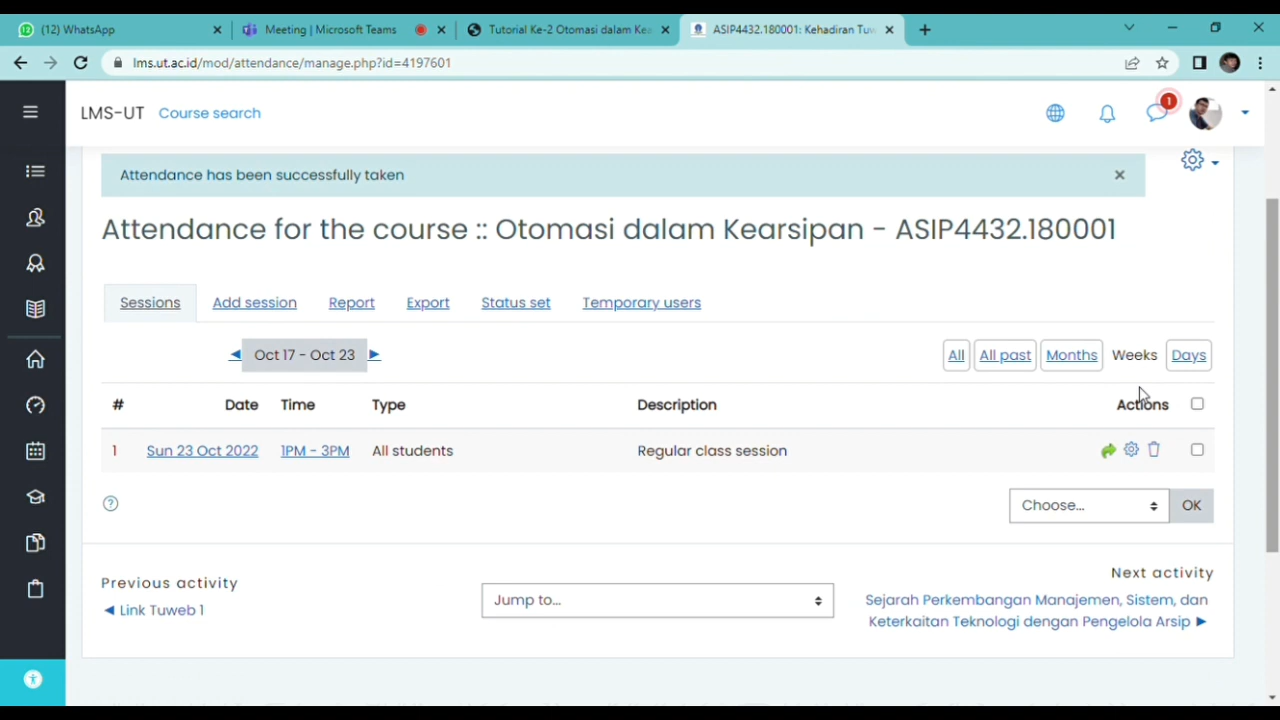 (12) WhatsApp
Meeting | Microsoft Teams
Tutorial Ke-2 Otomasi dalam Kea
ASIP4432.180001: Kehadiran Tuw
lms.ut.ac.id/mod/attendance/manage.php?id=4197601
LMS-UT Course search
1
Attendance has been successfully taken
Attendance for the course :: Otomasi dalam Kearsipan - ASIP4432.180001
Sessions Add session Report Export Status set Temporary users
◄ Oct 17 - Oct 23 ► All All past Months Weeks Days
# Date Time Type Description Actions
1 Sun 23 Oct 2022 1PM - 3PM All students Regular class session
Choose... OK
Previous activity
◄ Link Tuweb 1
Jump to...
Next activity
Sejarah Perkembangan Manajemen, Sistem, dan
Keterkaitan Teknologi dengan Pengelola Arsip ►